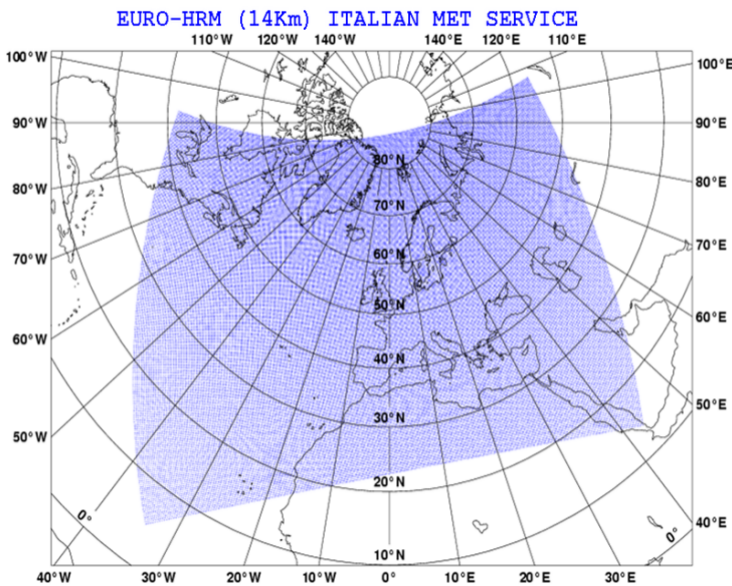 EURO-HRM (14Km) ITALIAN MET SERVICE
110°W 120°W 140°W 140°E 120°E 110°E
100°W 100°E
90°W 90°E
80°N
80°W 80°E
70°N
70°W 70°E
60°N
50°N
60°W 60°E
40°N
30°N 50°E
50°W
20°N
0° 0° 40°E
10°N
40°W 30°W 20°W 10°W 0° 10°E 20°E 30°E